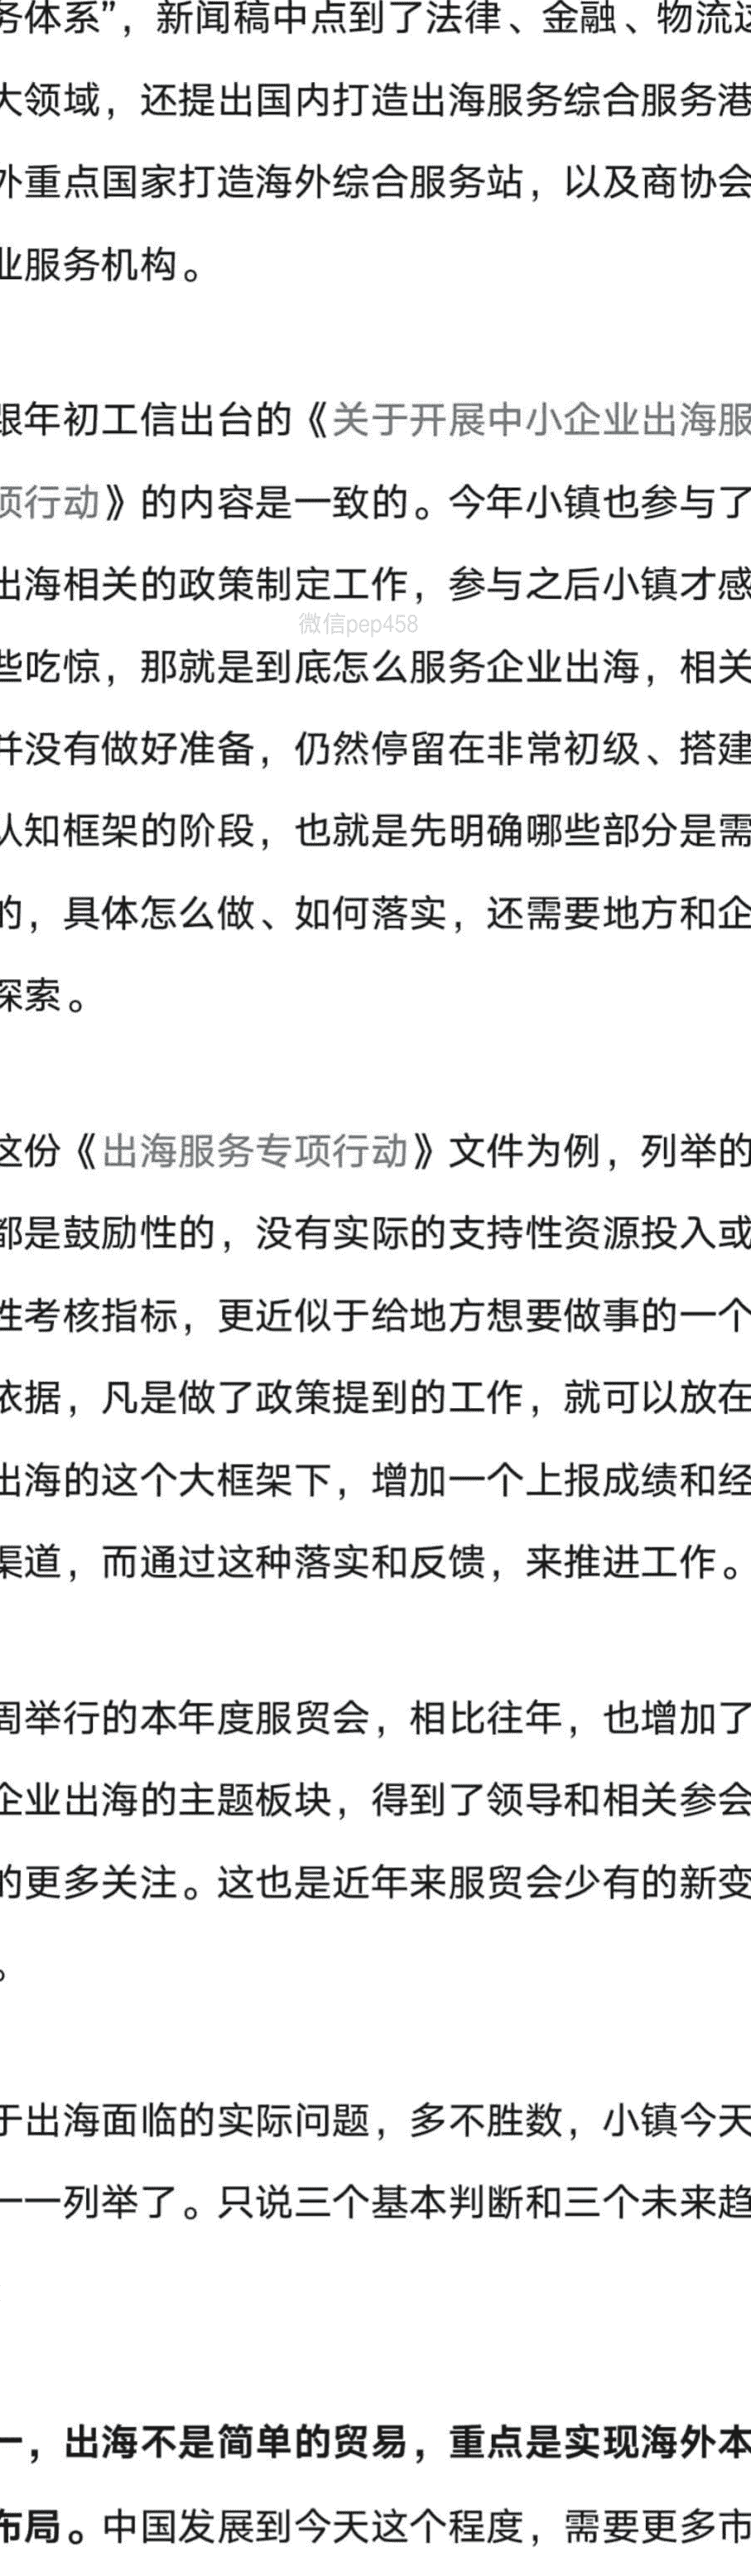 务体系”，新闻稿中点到了法律、金融、物流这
大领域，还提出国内打造出海服务综合服务港
外重点国家打造海外综合服务站，以及商协会
业服务机构。
跟年初工信出台的《关于开展中小企业出海服
项行动》的内容是一致的。今年小镇也参与了
出海相关的政策制定工作，参与之后小镇才感
微信pep458
些吃惊，那就是到底怎么服务企业出海，相关
并没有做好准备，仍然停留在非常初级、搭建
认知框架的阶段，也就是先明确哪些部分是需
的，具体怎么做、如何落实，还需要地方和企
探索。
这份《出海服务专项行动》文件为例，列举的
都是鼓励性的，没有实际的支持性资源投入或
性考核指标，更近似于给地方想要做事的一个
依据，凡是做了政策提到的工作，就可以放在
出海的这个大框架下，增加一个上报成绩和经
渠道，而通过这种落实和反馈，来推进工作。
周举行的本年度服贸会，相比往年，也增加了
企业出海的主题板块，得到了领导和相关参会
的更多关注。这也是近年来服贸会少有的新变
。
于出海面临的实际问题，多不胜数，小镇今天
一一列举了。只说三个基本判断和三个未来趋
一，出海不是简单的贸易，重点是实现海外本
布局。中国发展到今天这个程度，需要更多市